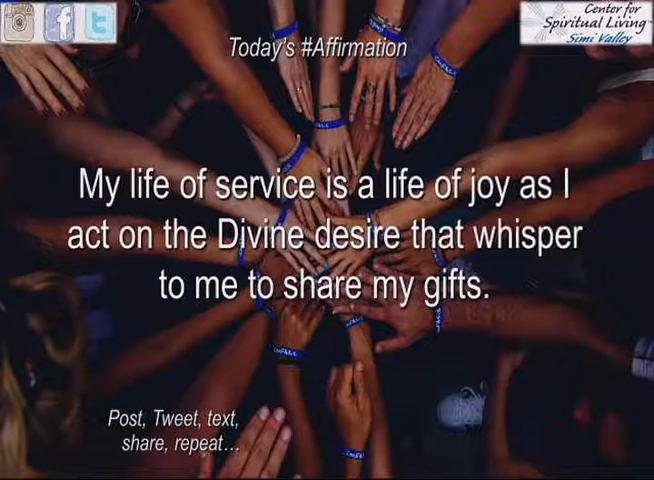 Center for
Spiritual Living
Simi Valley
Today's #Affirmation
My life of service is a life of joy as I
act on the Divine desire that whisper
to me to share my gifts.
Post, Tweet, text,
share, repeat...